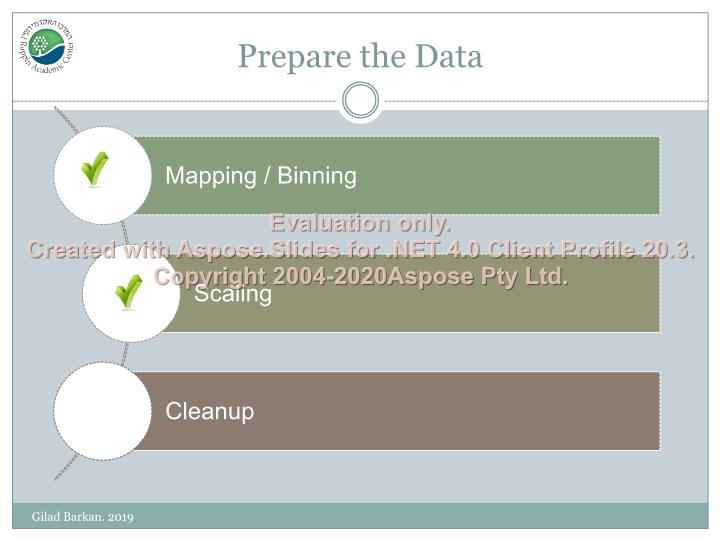 המרכז האקדמי רופין
Ruppin Academic Center
Prepare the Data
Mapping / Binning
Evaluation only.
Created with Aspose.Slides for .NET 4.0 Client Profile 20.3.
Copyright 2004-2020Aspose Pty Ltd.
Scaling
Cleanup
Gilad Barkan. 2019